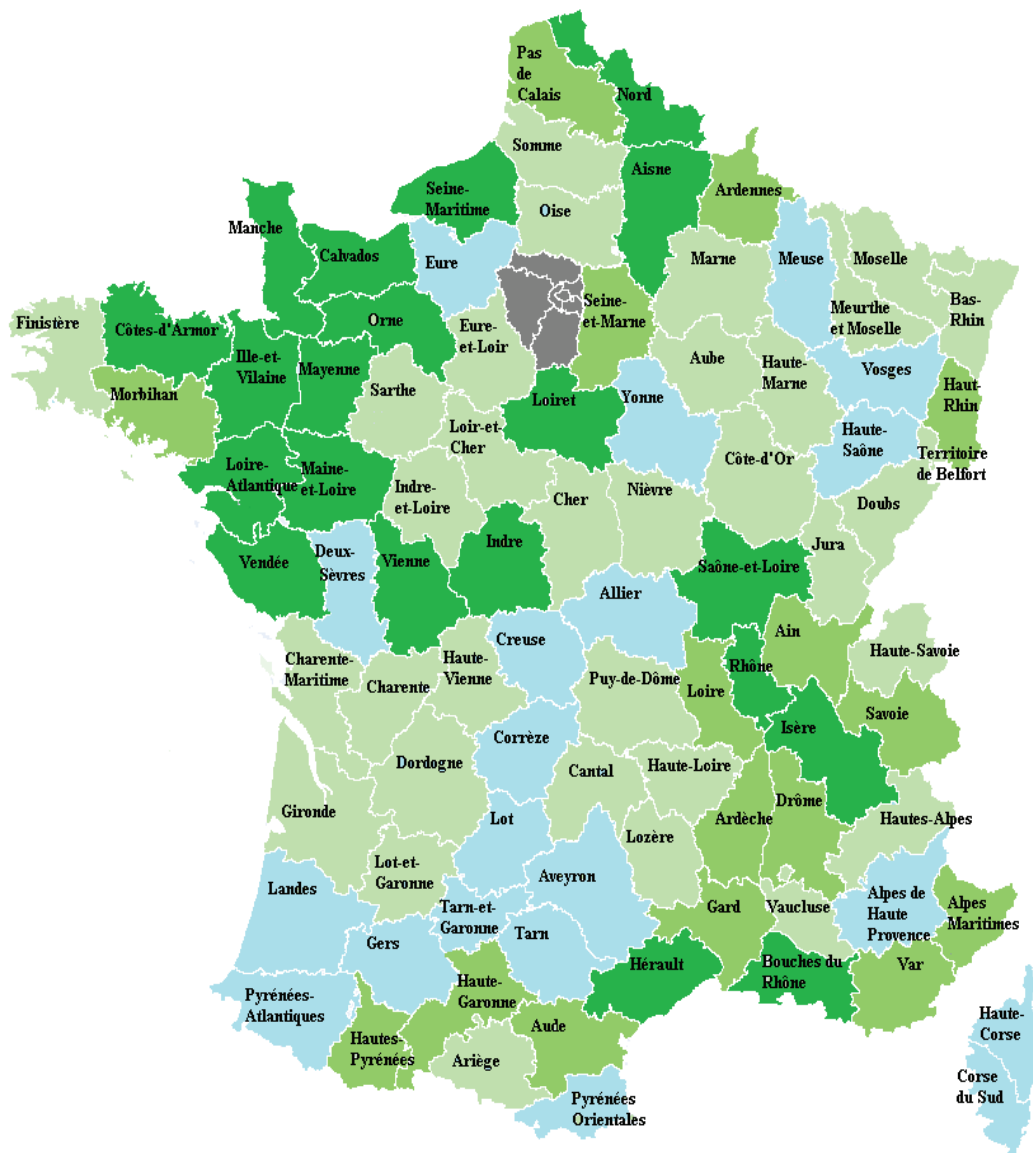 Pas
de
Calais
Nord
Somme
Aisne
Ardennes
Seine-
Maritime
Oise
Manche
Calvados
Eure
Marne
Meuse
Moselle
Meurthe
et Moselle
Bas-
Rhin
Finistère
Côtes-d'Armor
Orne
Eure-
et-Loir
Seine-
et-Marne
Ille-et-
Vilaine
Mayenne
Sarthe
Aube
Haute-
Marne
Vosges
Haut-
Rhin
Morbihan
Loiret
Yonne
Loir-et-
Cher
Haute-
Saône
Territoire
de Belfort
Loire-
Atlantique
Maine-
et-Loire
Indre-
et-Loire
Cher
Nièvre
Côte-d'Or
Doubs
Vendée
Deux-
Sèvres
Vienne
Indre
Saône-et-Loire
Jura
Allier
Creuse
Ain
Haute-Savoie
Charente-
Maritime
Charente
Haute-
Vienne
Puy-de-Dôme
Loire
Rhône
Savoie
Isère
Corrèze
Dordogne
Cantal
Haute-Loire
Gironde
Lot
Lozère
Ardèche
Drôme
Hautes-Alpes
Lot-et-
Garonne
Landes
Aveyron
Tarn-et-
Garonne
Tarn
Gard
Vaucluse
Alpes de
Haute
Provence
Alpes
Maritimes
Gers
Hérault
Bouches du
Rhône
Var
Pyrénées-
Atlantiques
Haute-
Garonne
Hautes-
Pyrénées
Aude
Ariège
Pyrénées
Orientales
Haute-
Corse
Corse
du Sud